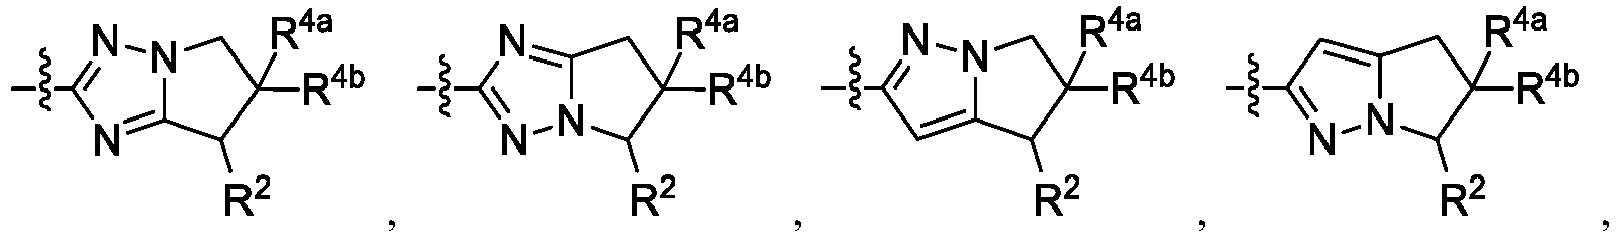 N N R4a R4b N R2 ,
N R4a R4b N N R2 ,
N N R4a R4b R2 ,
R4a R4b N N R2 ,